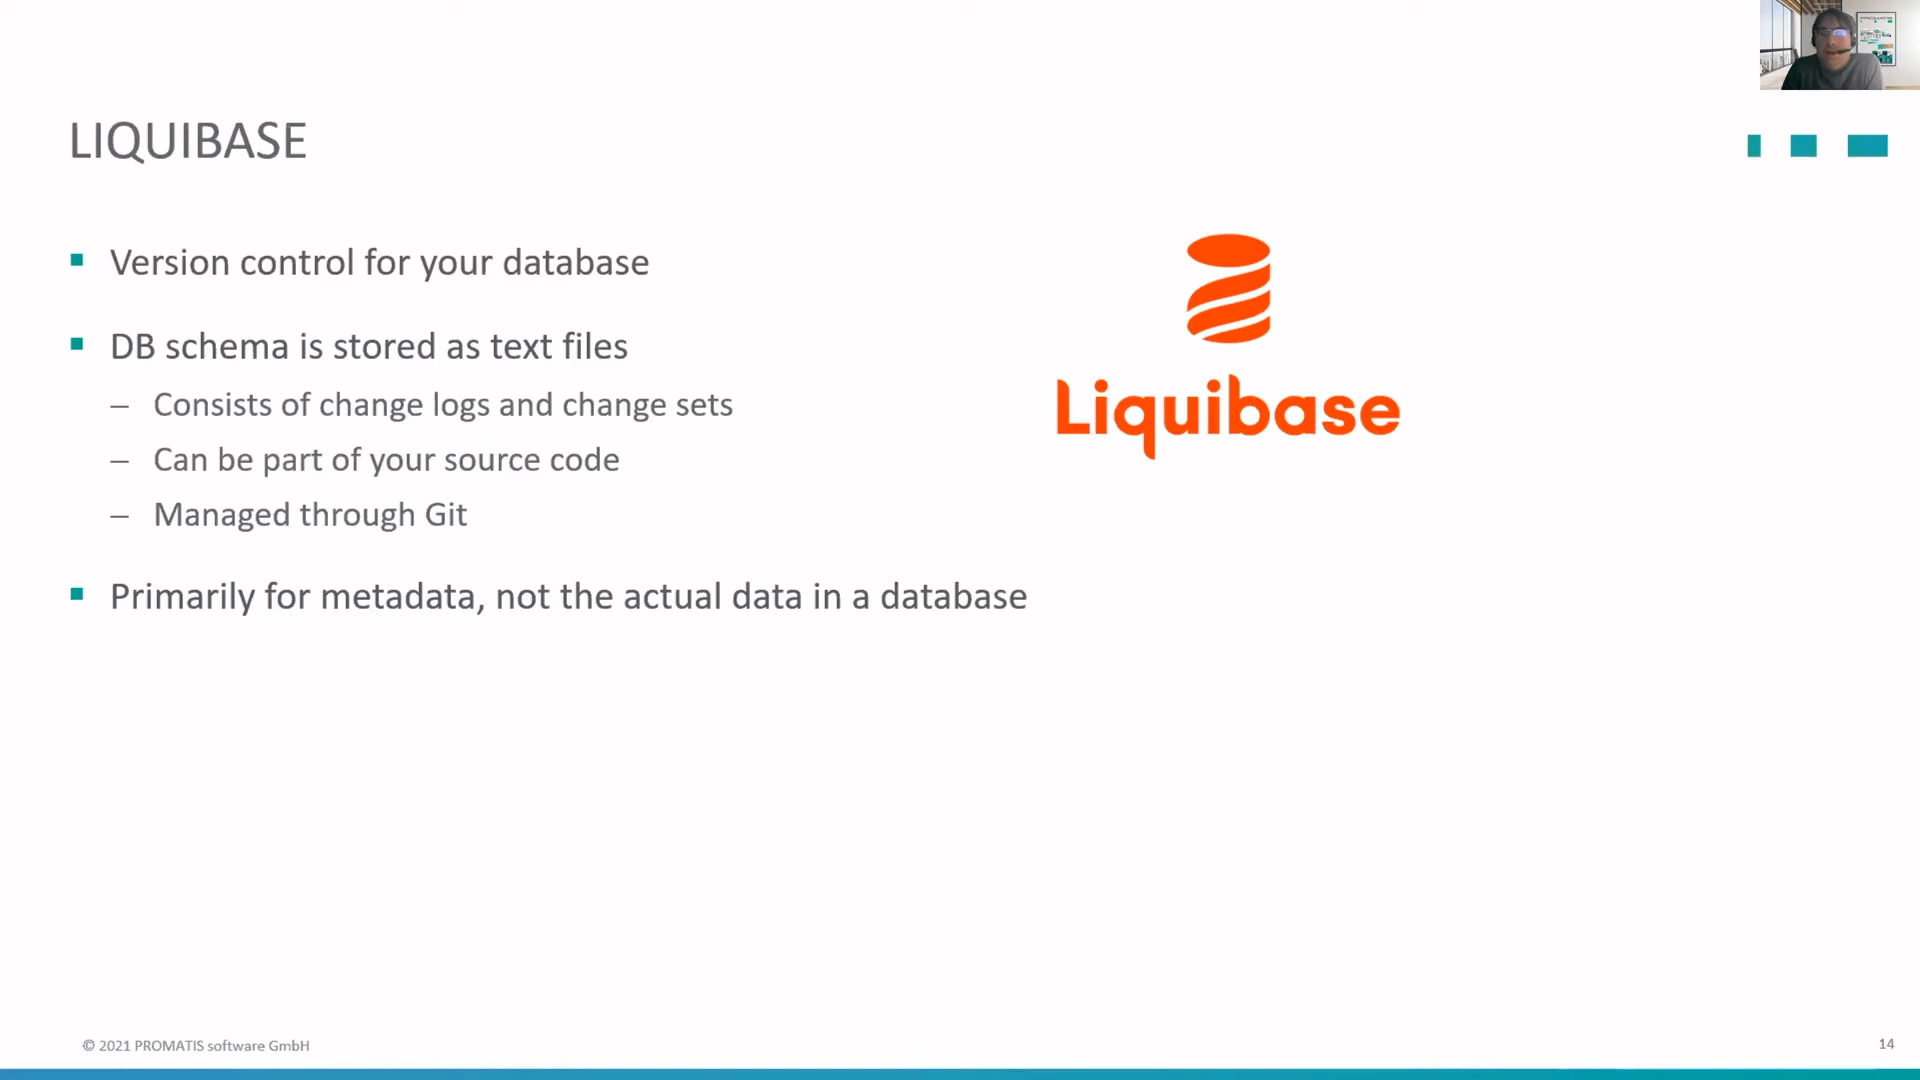 LIQUIBASE
Version control for your database
DB schema is stored as text files
– Consists of change logs and change sets
– Can be part of your source code
– Managed through Git
Primarily for metadata, not the actual data in a database
Liquibase
PROMATIS
© 2021 PROMATIS software GmbH
14